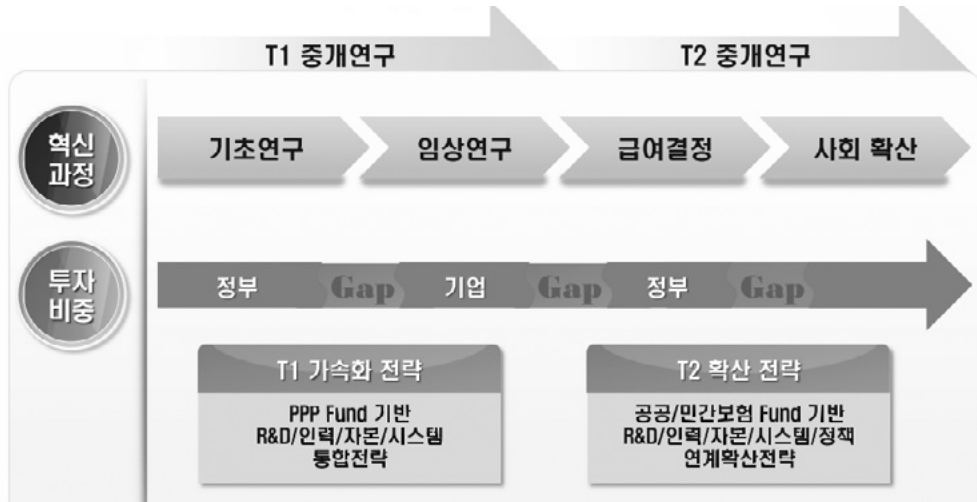 T1 중개연구
T2 중개연구
혁신
과정
기초연구
임상연구
급여결정
사회 확산
투자
비중
정부
Gap
기업
Gap
정부
Gap
T1 가속화 전략
PPP Fund 기반
R&D/인력/자본/시스템
통합전략
T2 확산 전략
공공/민간보험 Fund 기반
R&D/인력/자본/시스템/정책
연계확산전략